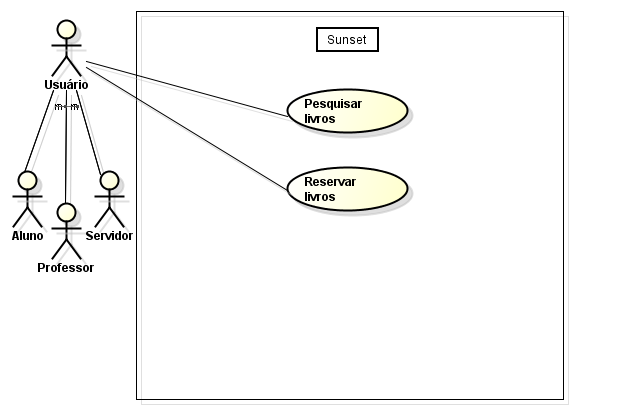 Sunset
Usuário
Pesquisar
livros
Reservar
livros
Aluno
Professor
Servidor